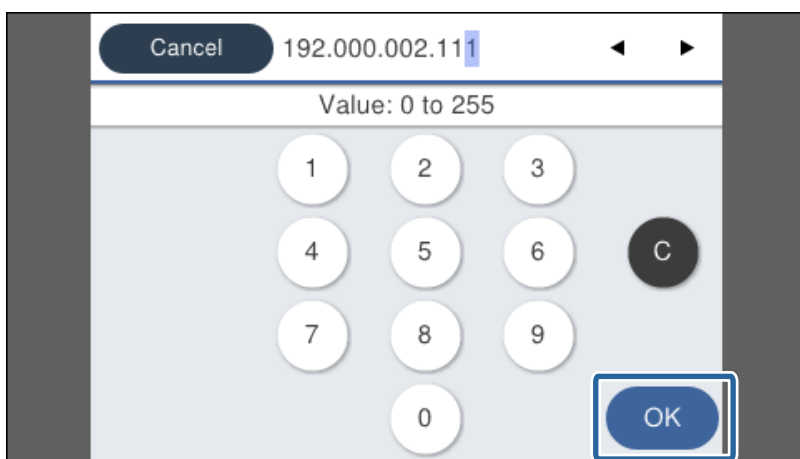 Cancel 192.000.002.111 ◄ ►
Value: 0 to 255
1 2 3
4 5 6 C
7 8 9
0 OK